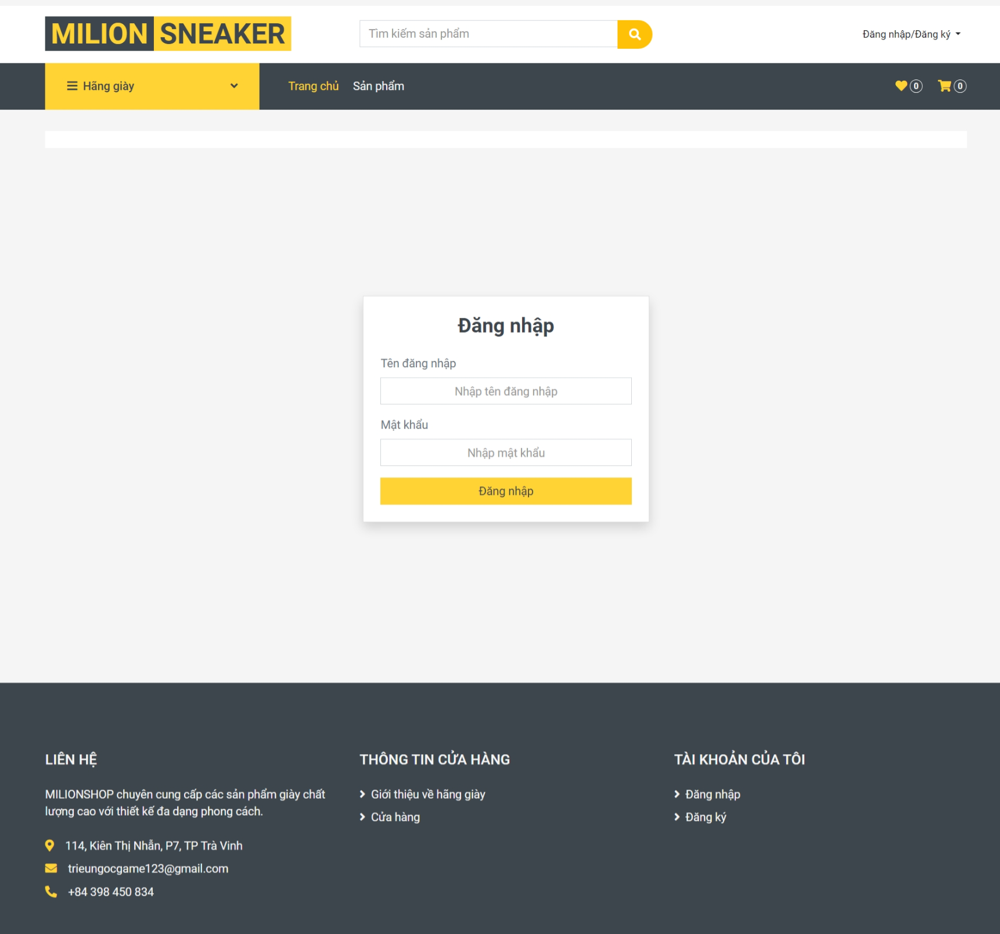 MILION SNEAKER
Tìm kiếm sản phẩm
Đăng nhập/Đăng ký
Hãng giày
Trang chủ
Sản phẩm
0
0
Đăng nhập
Tên đăng nhập
Nhập tên đăng nhập
Mật khẩu
Nhập mật khẩu
Đăng nhập
LIÊN HỆ
MILIONSHOP chuyên cung cấp các sản phẩm giày chất
lượng cao với thiết kế đa dạng phong cách.
114, Kiên Thị Nhẫn, P7, TP Trà Vinh
trieungocgame123@gmail.com
+84 398 450 834
THÔNG TIN CỬA HÀNG
Giới thiệu về hãng giày
Cửa hàng
TÀI KHOẢN CỦA TÔI
Đăng nhập
Đăng ký